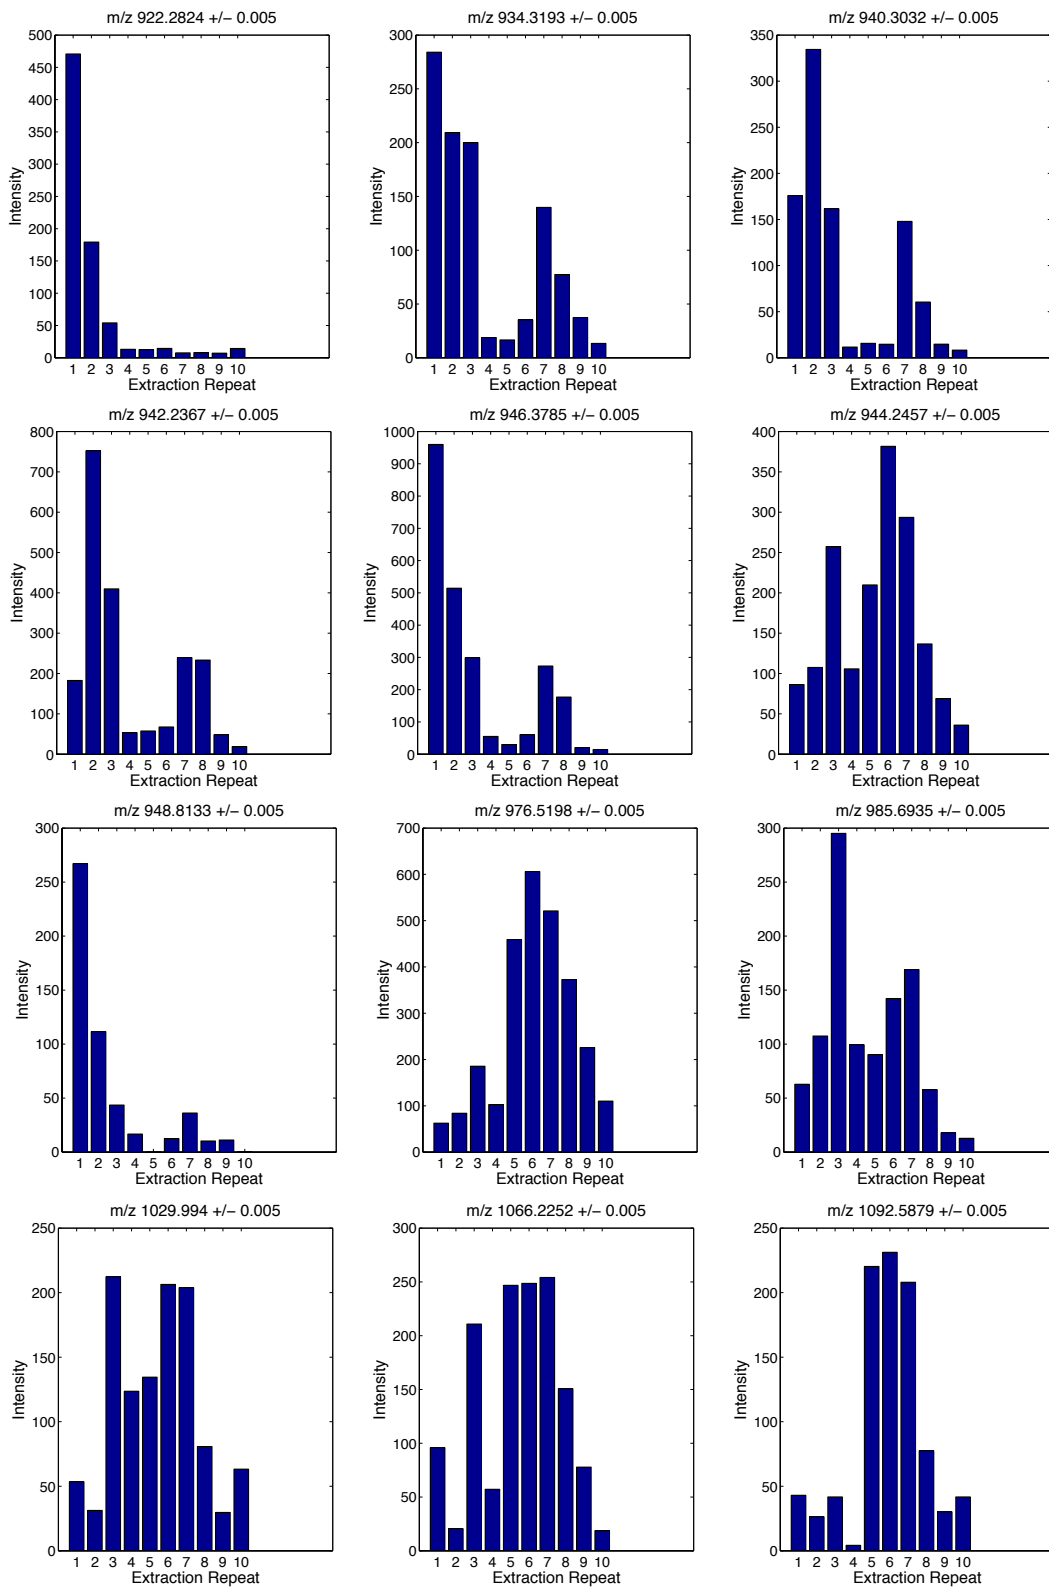 m/z 922.2824 +/− 0.005
500
450
400
350
300
250
200
150
100
50
0
Intensity
1 2 3 4 5 6 7 8 9 10
Extraction Repeat
m/z 934.3193 +/− 0.005
300
250
200
150
100
50
0
Intensity
1 2 3 4 5 6 7 8 9 10
Extraction Repeat
m/z 940.3032 +/− 0.005
350
300
250
200
150
100
50
0
Intensity
1 2 3 4 5 6 7 8 9 10
Extraction Repeat
m/z 942.2367 +/− 0.005
800
700
600
500
400
300
200
100
0
Intensity
1 2 3 4 5 6 7 8 9 10
Extraction Repeat
m/z 946.3785 +/− 0.005
1000
900
800
700
600
500
400
300
200
100
0
Intensity
1 2 3 4 5 6 7 8 9 10
Extraction Repeat
m/z 944.2457 +/− 0.005
400
350
300
250
200
150
100
50
0
Intensity
1 2 3 4 5 6 7 8 9 10
Extraction Repeat
m/z 948.8133 +/− 0.005
300
250
200
150
100
50
0
Intensity
1 2 3 4 5 6 7 8 9 10
Extraction Repeat
m/z 976.5198 +/− 0.005
700
600
500
400
300
200
100
0
Intensity
1 2 3 4 5 6 7 8 9 10
Extraction Repeat
m/z 985.6935 +/− 0.005
300
250
200
150
100
50
0
Intensity
1 2 3 4 5 6 7 8 9 10
Extraction Repeat
m/z 1029.994 +/− 0.005
250
200
150
100
50
0
Intensity
1 2 3 4 5 6 7 8 9 10
Extraction Repeat
m/z 1066.2252 +/− 0.005
300
250
200
150
100
50
0
Intensity
1 2 3 4 5 6 7 8 9 10
Extraction Repeat
m/z 1092.5879 +/− 0.005
250
200
150
100
50
0
Intensity
1 2 3 4 5 6 7 8 9 10
Extraction Repeat